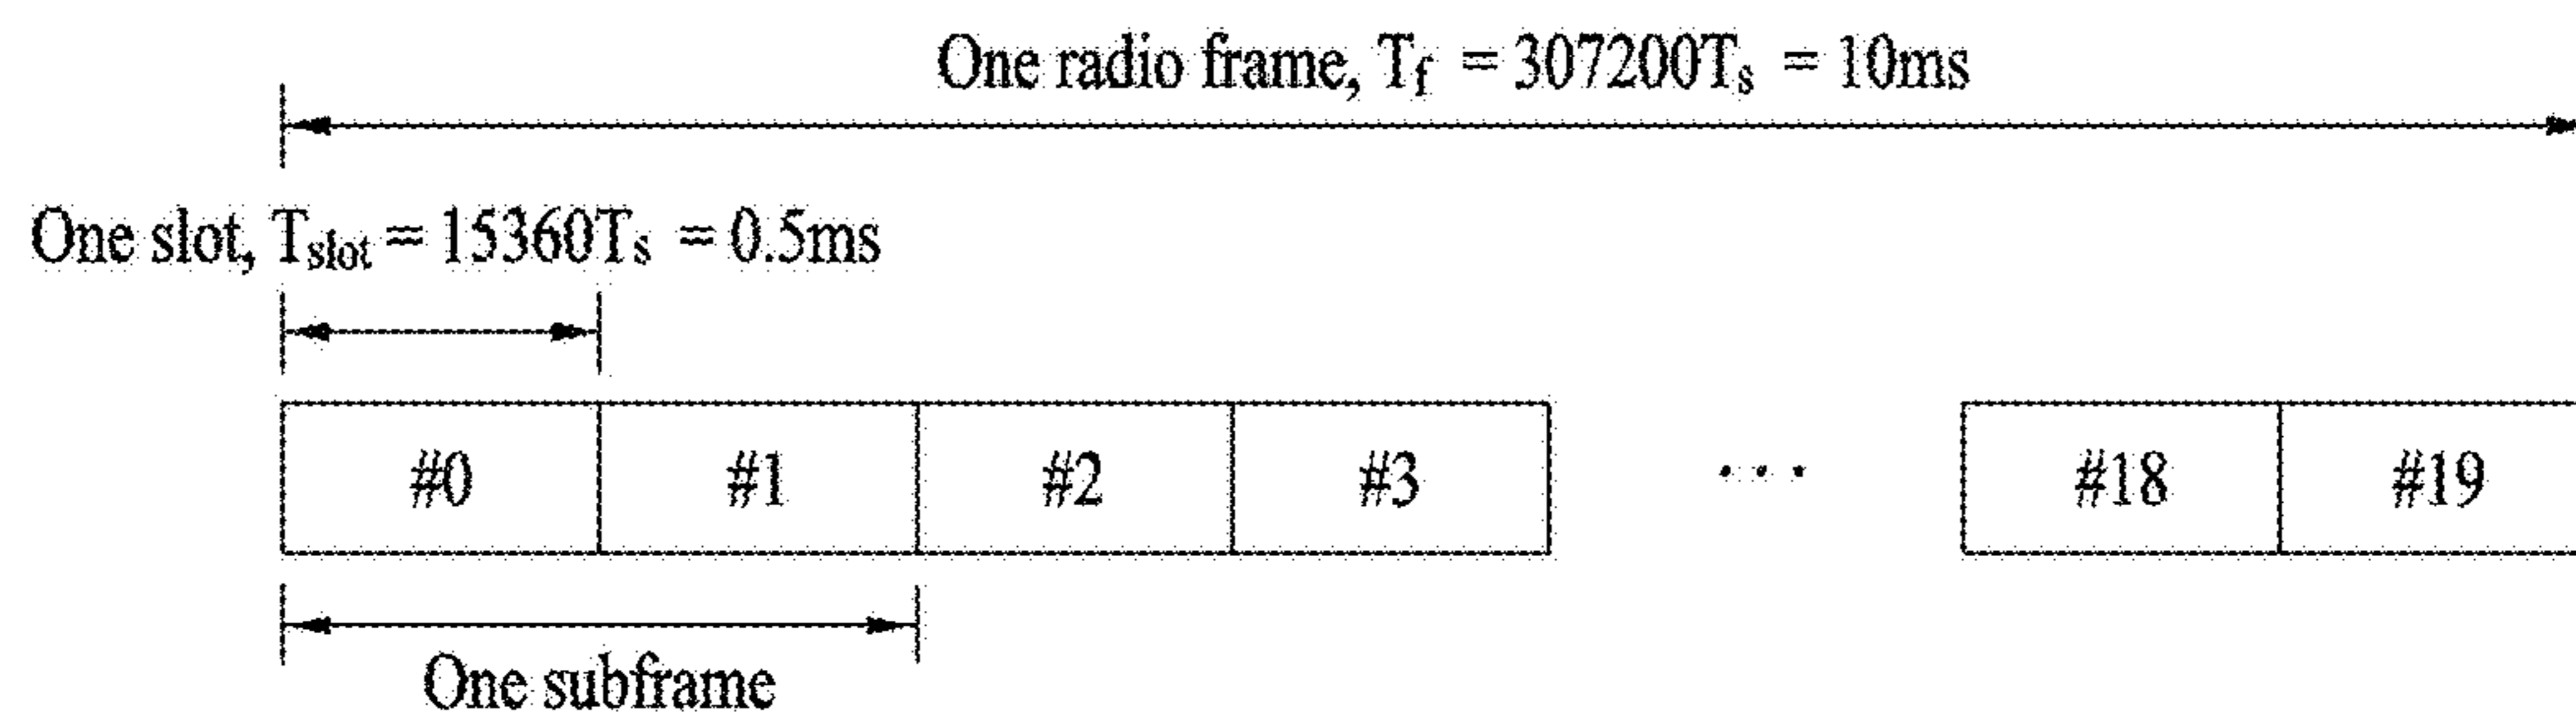 One radio frame, Tf = 307200Ts = 10ms
One slot, Tslot = 15360Ts = 0.5ms
#0 #1 #2 #3 ... #18 #19
One subframe